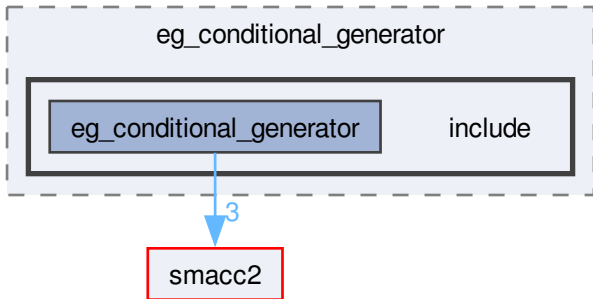 eg_conditional_generator
eg_conditional_generator
include
3
smacc2